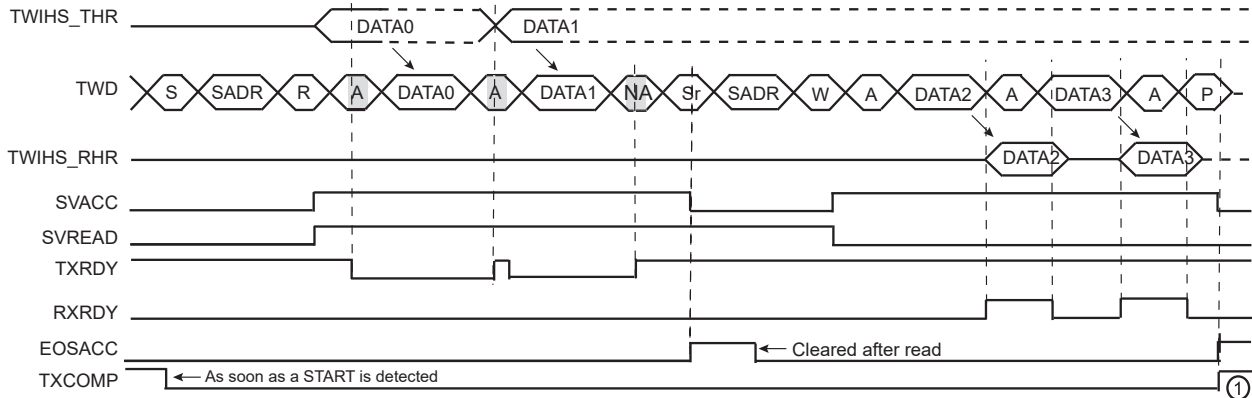 TWIHS_THR DATA0 DATA1
TWD S SADR R A DATA0 A DATA1 NA Sr SADR W A DATA2 A DATA3 A P
TWIHS_RHR DATA2 DATA3
SVACC
SVREAD
TXRDY
RXRDY
EOSACC Cleared after read
TXCOMP As soon as a START is detected 1